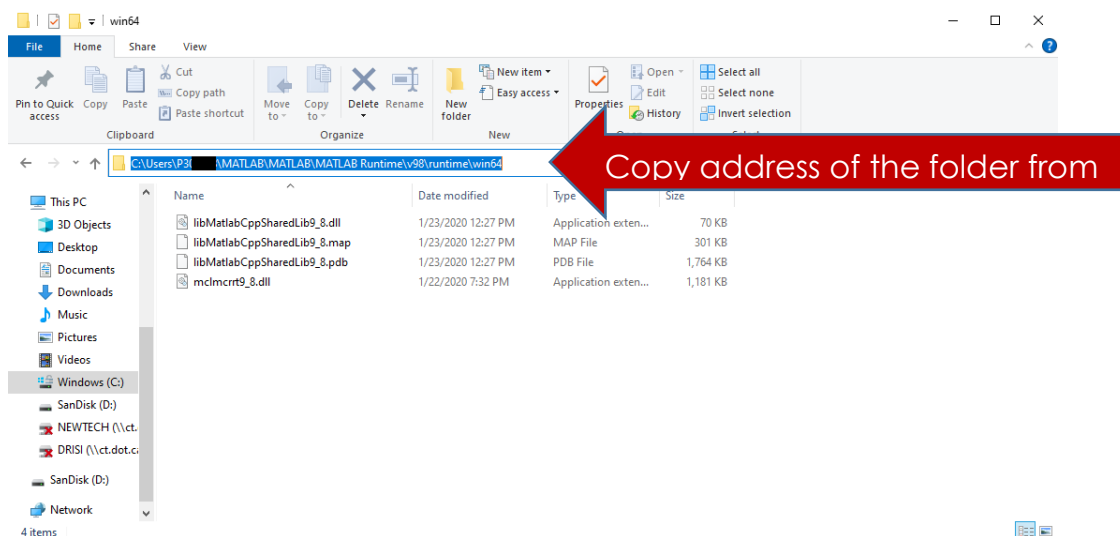 win64
File Home Share View
Pin to Quick access
Copy
Paste
Cut
Copy path
Paste shortcut
Move to
Copy to
Delete
Rename
New folder
New item
Easy access
Properties
Open
Edit
History
Select all
Select none
Invert selection
Clipboard Organize New
C:\Users\P3 \MATLAB\MATLAB\MATLAB Runtime\v98\runtime\win64
Copy address of the folder from
Name Date modified Type Size
libMatlabCppSharedLib9_8.dll 1/23/2020 12:27 PM Application exten... 70 KB
libMatlabCppSharedLib9_8.map 1/23/2020 12:27 PM MAP File 301 KB
libMatlabCppSharedLib9_8.pdb 1/23/2020 12:27 PM PDB File 1,764 KB
mclmcrrt9_8.dll 1/22/2020 7:32 PM Application exten... 1,181 KB
This PC
3D Objects
Desktop
Documents
Downloads
Music
Pictures
Videos
Windows (C:)
SanDisk (D:)
NEWTECH (\\ct.
DRISI (\\ct.dot.c
SanDisk (D:)
Network
4 items